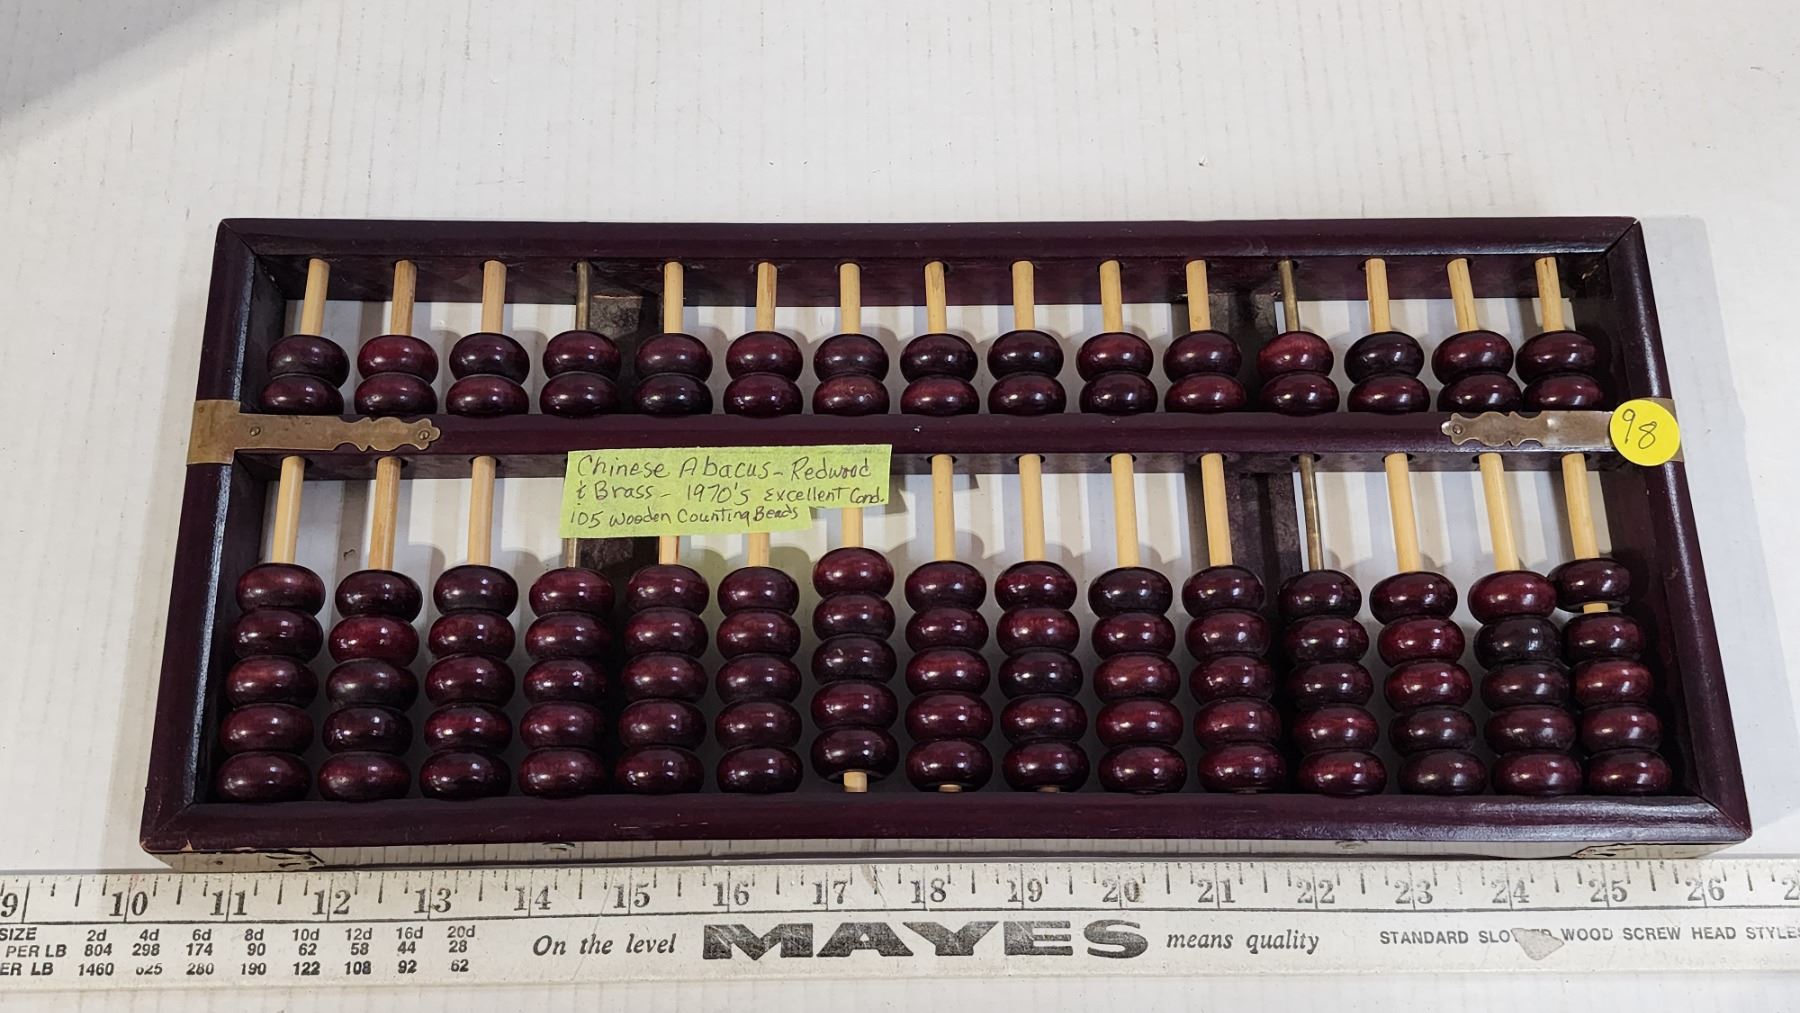 98
Chinese Abacus - Redwood
& Brass - 1970's Excellent Cond.
105 Wooden Counting Beads
9 10 11 12 13 14 15 16 17 18 19 20 21 22 23 24 25 26 2
SIZE 2d 4d 6d 8d 10d 12d 16d 20d
PER LB 804 298 174 90 62 58 44 28
ER LB 1460 625 280 190 122 108 92 62
On the level MAYES means quality
STANDARD WOOD SCREW HEAD STYLES